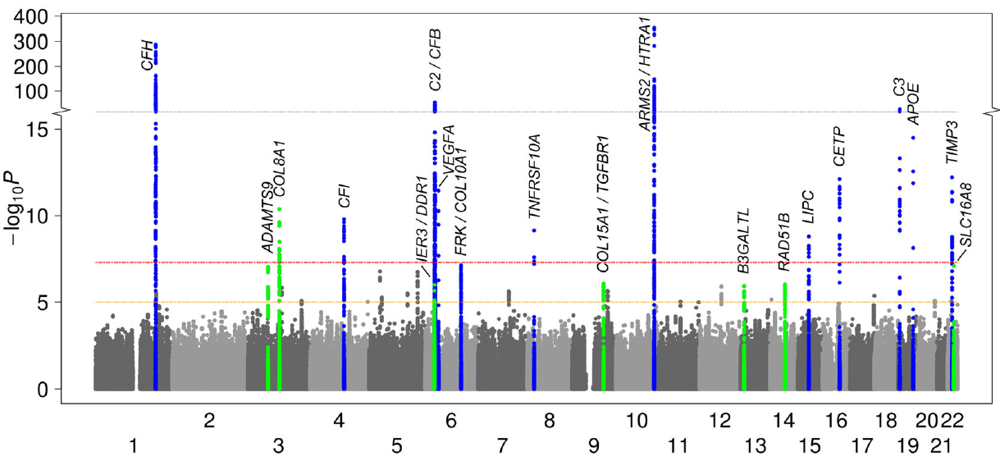 400
300
200
100
15
10
5
0
−log10P
CFH
ADAMTS9
COL8A1
CFI
IER3 / DDR1
C2 / CFB
VEGFA
FRK / COL10A1
TNFRSF10A
COL15A1 / TGFBR1
ARMS2 / HTRA1
B3GALTL
RAD51B
LIPC
CETP
C3
APOE
TIMP3
SLC16A8
2 4 6 8 10 12 14 16 18 20 22
1 3 5 7 9 11 13 15 17 19 21